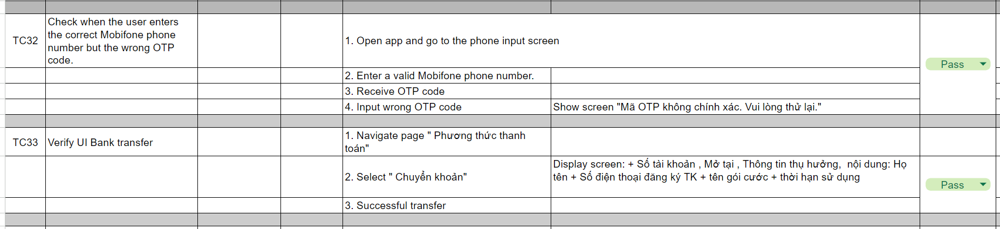 Check when the user enters
the correct Mobifone phone
TC32
number but the wrong OTP
code.
1. Open app and go to the phone input screen
Pass
2. Enter a valid Mobifone phone number.
3. Receive OTP code
4. Input wrong OTP code
Show screen "Mã OTP không chính xác. Vui lòng thử lại."
TC33
Verify UI Bank transfer
1. Navigate page " Phương thức thanh
toán"
2. Select " Chuyển khoản"
Display screen: + Số tài khoản , Mở tại , Thông tin thụ hưởng,  nội dung: Họ
tên + Số điện thoại đăng ký TK + tên gói cước + thời hạn sử dụng
Pass
3. Successful transfer